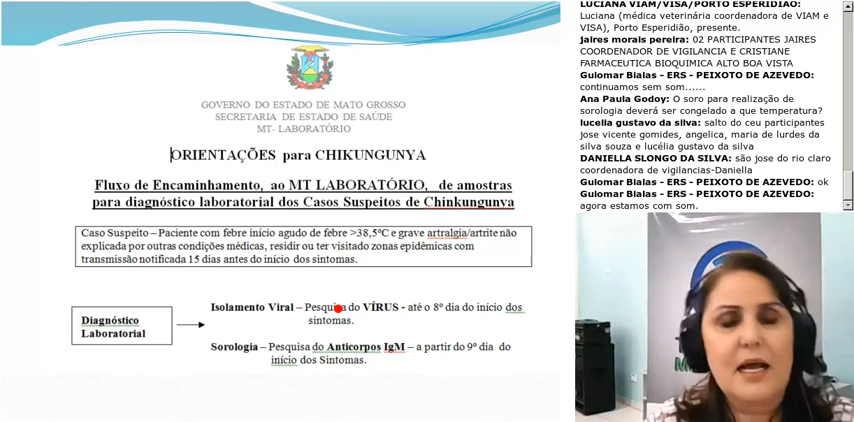 GOVERNO DO ESTADO DE MATO GROSSO
SECRETARIA DE ESTADO DE SAÚDE
MT- LABORATÓRIO
ORIENTAÇÕES para CHIKUNGUNYA
Fluxo de Encaminhamento, ao MT LABORATÓRIO, de amostras
para diagnóstico laboratorial dos Casos Suspeitos de Chinkungunya
Caso Suspeito – Paciente com febre início agudo de febre >38,5ºC e grave artralgia/artrite não
explicada por outras condições médicas, residir ou ter visitado zonas epidêmicas com
transmissão notificada 15 dias antes do início dos sintomas.
Diagnóstico
Laboratorial
Isolamento Viral – Pesquisa do VÍRUS - até o 8º dia do início dos
sintomas.
Sorologia – Pesquisa do Anticorpos IgM – a partir do 9º dia do
início dos Sintomas.
LUCIANA VIAM/VISA/PORTO ESPERIDIÃO:
Luciana (médica veterinária coordenadora de VIAM e
VISA), Porto Esperidião, presente.
jaires morais pereira: 02 PARTICIPANTES JAIRES
COORDENADOR DE VIGILANCIA E CRISTIANE
FARMACEUTICA BIOQUIMICA ALTO BOA VISTA
Guiomar Bialas - ERS - PEIXOTO DE AZEVEDO:
continuamos sem som......
Ana Paula Godoy: O soro para realização de
sorologia deverá ser congelado a que temperatura?
lucelia gustavo da silva: salto do ceu participantes
jose vicente gomides, angelica, maria de lurdes da
silva souza e lucélia gustavo da silva
DANIELLA SLONGO DA SILVA: são jose do rio claro
coordenadora de vigilancias-Daniella
Guiomar Bialas - ERS - PEIXOTO DE AZEVEDO: ok
Guiomar Bialas - ERS - PEIXOTO DE AZEVEDO:
agora estamos com som.